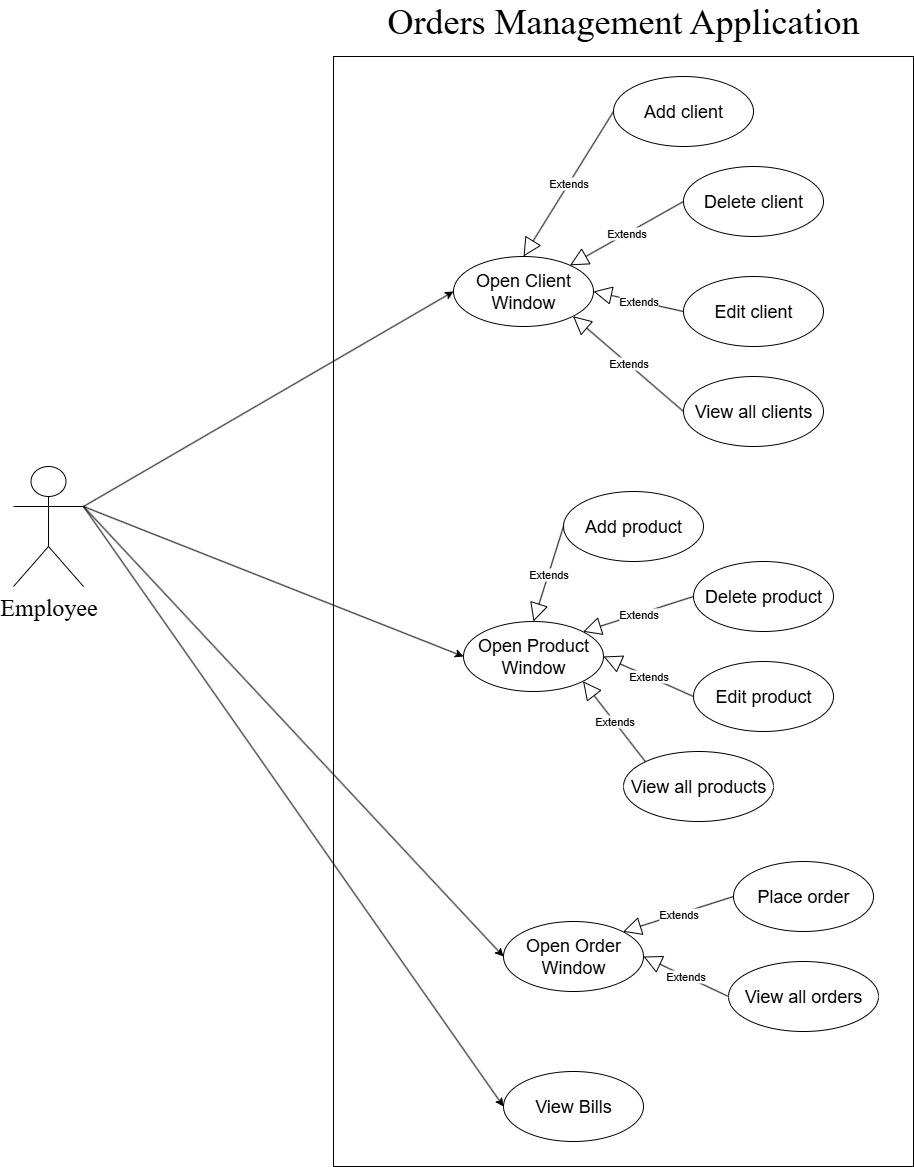 Orders Management Application
Add client
Extends
Delete client
Extends
Open Client
Window
Extends
Edit client
Extends
View all clients
Employee
Add product
Extends
Delete product
Extends
Open Product
Window
Extends
Edit product
Extends
View all products
Place order
Extends
Open Order
Window
Extends
View all orders
View Bills